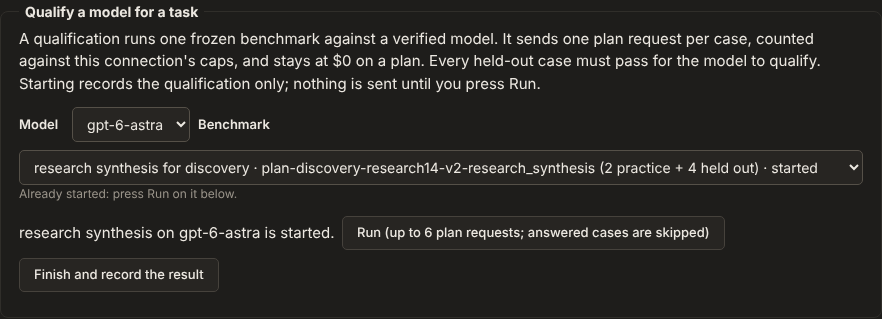 Qualify a model for a task
A qualification runs one frozen benchmark against a verified model. It sends one plan request per case, counted
against this connection's caps, and stays at $0 on a plan. Every held-out case must pass for the model to qualify.
Starting records the qualification only; nothing is sent until you press Run.
Model gpt-6-astra Benchmark
research synthesis for discovery · plan-discovery-research14-v2-research_synthesis (2 practice + 4 held out) · started
Already started: press Run on it below.
research synthesis on gpt-6-astra is started. Run (up to 6 plan requests; answered cases are skipped)
Finish and record the result